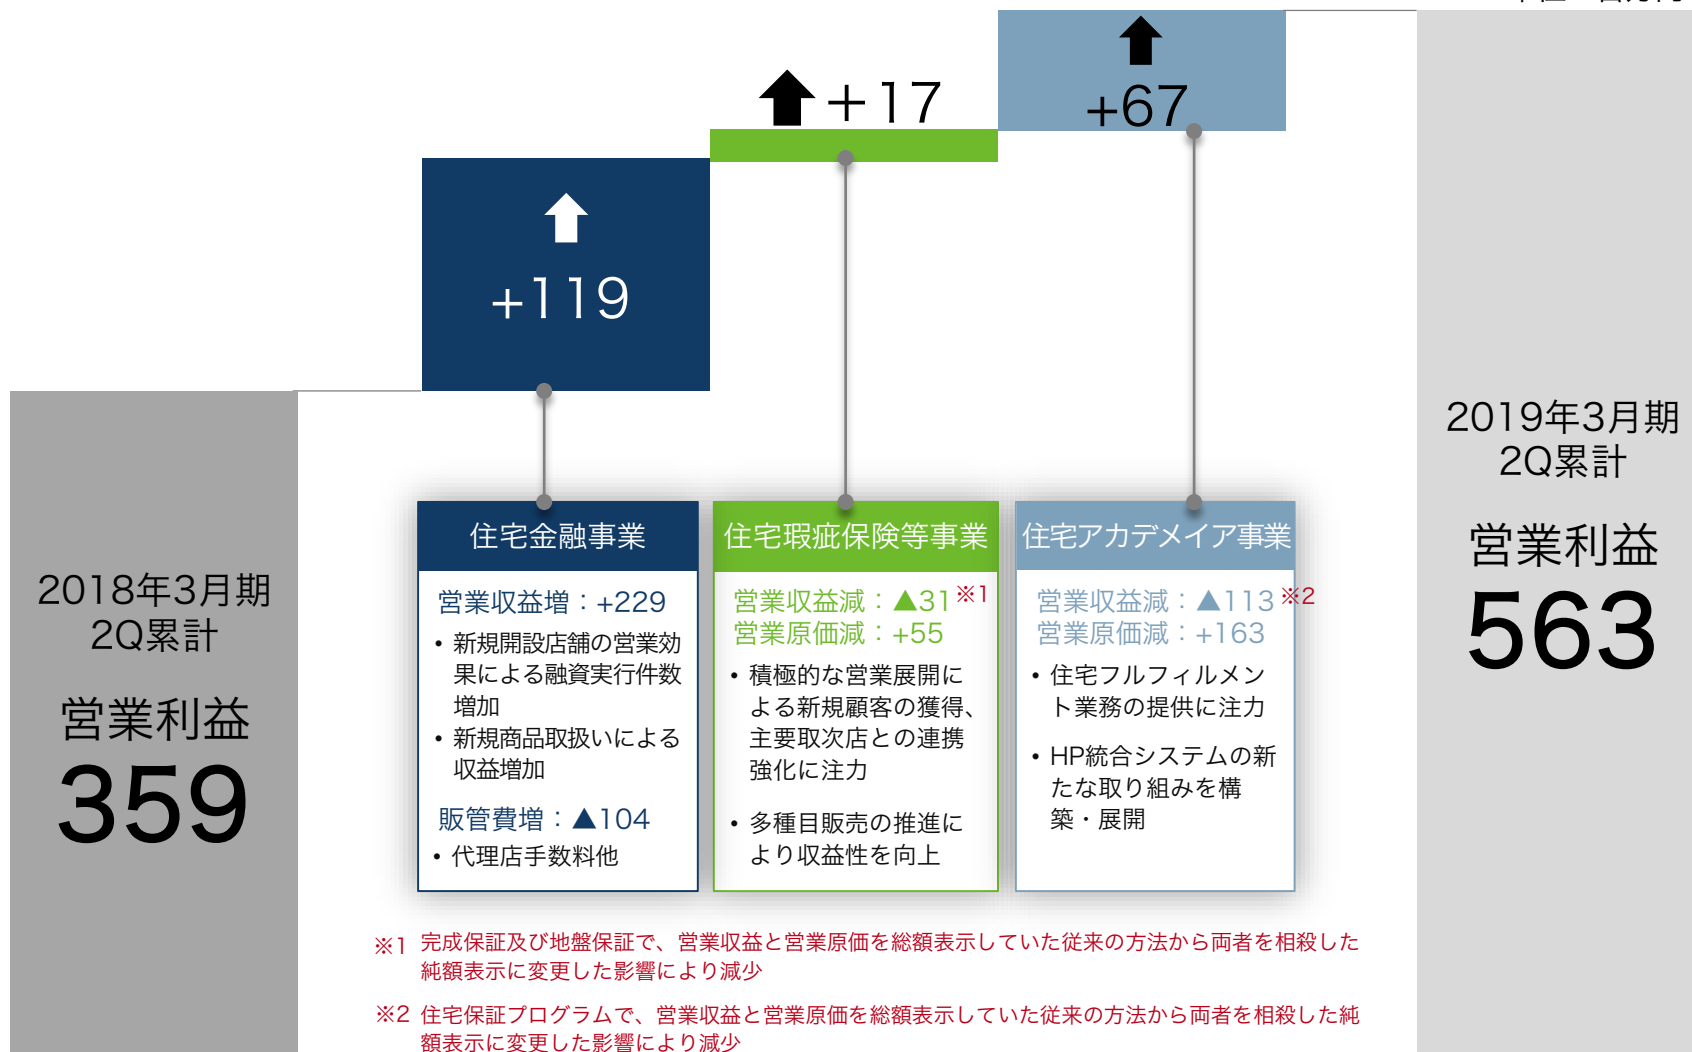 +119
+17
+67
2018年3月期
2Q累計
営業利益
359
住宅金融事業
営業収益増：+229
• 新規開設店舗の営業効
果による融資実行件数
増加
• 新規商品取扱いによる
収益増加
販管費増：▲104
• 代理店手数料他
住宅瑕疵保険等事業
営業収益減：▲31※1
営業原価減：+55
• 積極的な営業展開に
よる新規顧客の獲得、
主要取次店との連携
強化に注力
• 多種目販売の推進に
より収益性を向上
住宅アカデメイア事業
営業収益減：▲113※2
営業原価減：+163
• 住宅フルフィルメン
ト業務の提供に注力
• HP統合システムの新
たな取り組みを構
築・展開
2019年3月期
2Q累計
営業利益
563
※1 完成保証及び地盤保証で、営業収益と営業原価を総額表示していた従来の方法から両者を相殺した
純額表示に変更した影響により減少
※2 住宅保証プログラムで、営業収益と営業原価を総額表示していた従来の方法から両者を相殺した純
額表示に変更した影響により減少